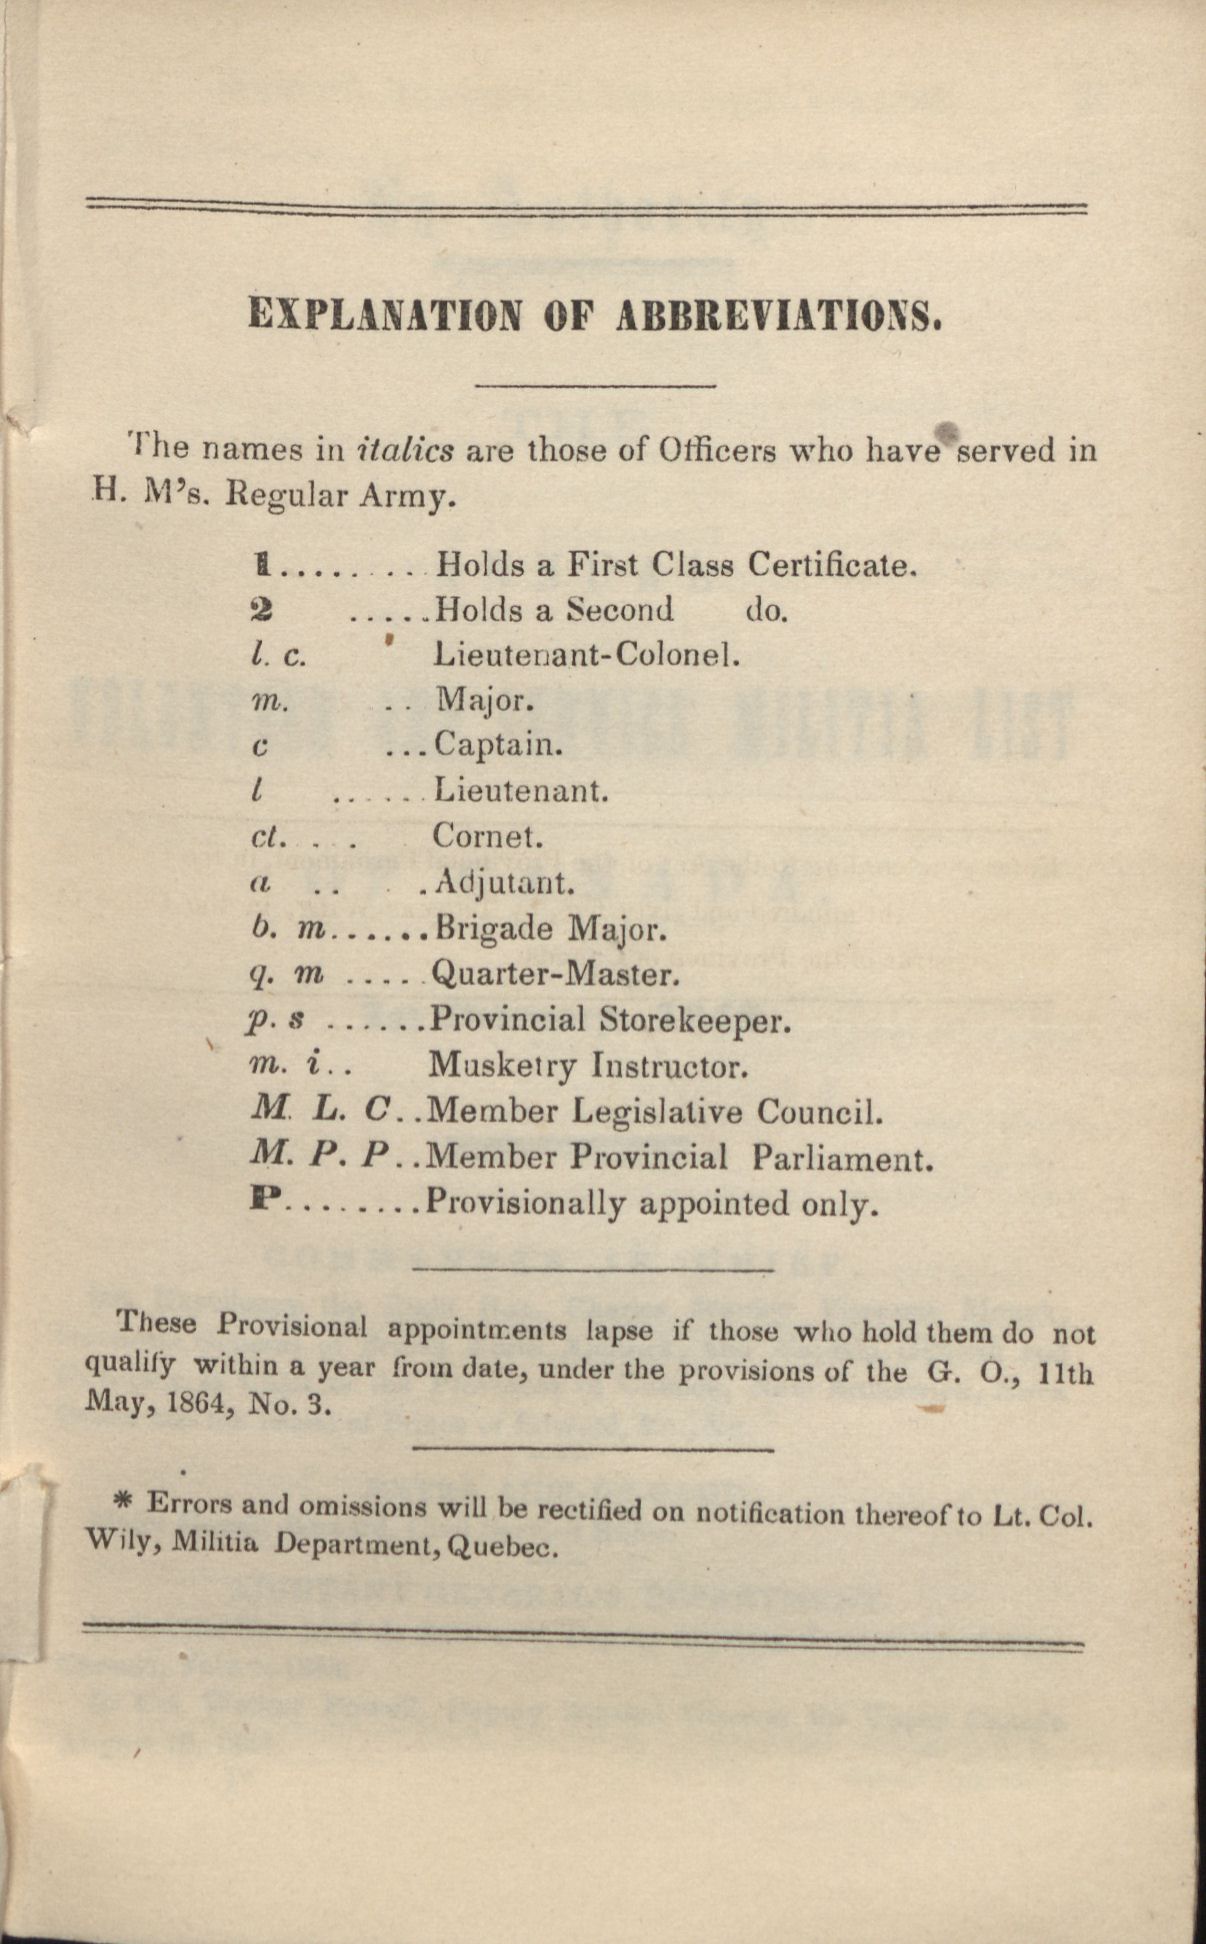 EXPLANATION OF ABBREVIATIONS.
The names in italics are those of Officers who have served in
H. M's. Regular Army.
1........ Holds a First Class Certificate.
2 .....Holds a Second do.
l. c. Lieutenant-Colonel.
m. .. Major.
c ...Captain.
l ...... Lieutenant.
ct. . . Cornet.
a .. . .Adjutant.
b. m......Brigade Major.
q. m ..... Quarter-Master.
p. s ......Provincial Storekeeper.
m. i.. Musketry Instructor.
M. L. C..Member Legislative Council.
M. P. P..Member Provincial Parliament.
P.........Provisionally appointed only.
These Provisional appointments lapse if those who hold them do not
qualify within a year from date, under the provisions of the G. O., 11th
May, 1864, No. 3.
* Errors and omissions will be rectified on notification thereof to Lt. Col.
Wily, Militia Department, Quebec.